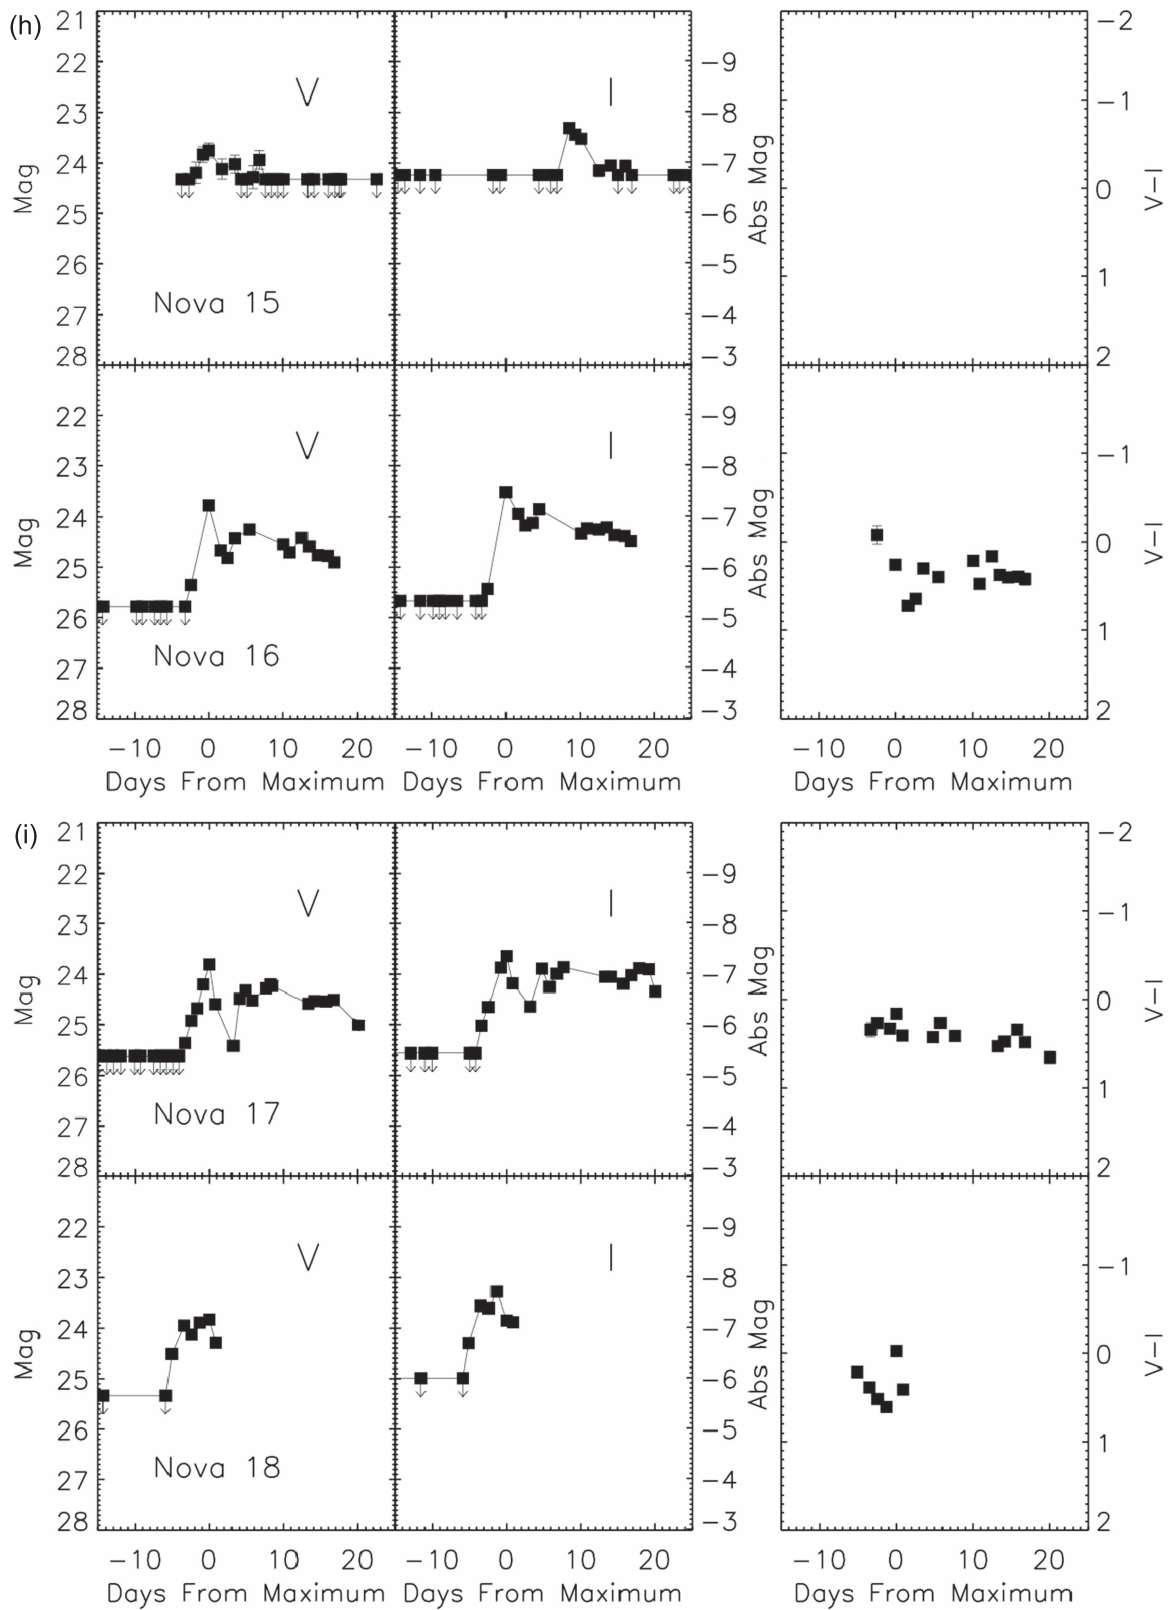 (h)
21
22
23
24
25
26
27
28
Mag
V
Nova 15
I
−9
−8
−7
−6
−5
−4
−3
Abs Mag
−2
−1
0
1
2
V−I
22
23
24
25
26
27
28
Mag
V
Nova 16
I
−9
−8
−7
−6
−5
−4
−3
Abs Mag
−1
0
1
2
V−I
−10 0 10 20
−10 0 10 20
−10 0 10 20
Days From Maximum
Days From Maximum
Days From Maximum
(i)
21
22
23
24
25
26
27
28
Mag
V
Nova 17
I
−9
−8
−7
−6
−5
−4
−3
Abs Mag
−2
−1
0
1
2
V−I
22
23
24
25
26
27
28
Mag
V
Nova 18
I
−9
−8
−7
−6
−5
−4
−3
Abs Mag
−1
0
1
2
V−I
−10 0 10 20
−10 0 10 20
−10 0 10 20
Days From Maximum
Days From Maximum
Days From Maximum